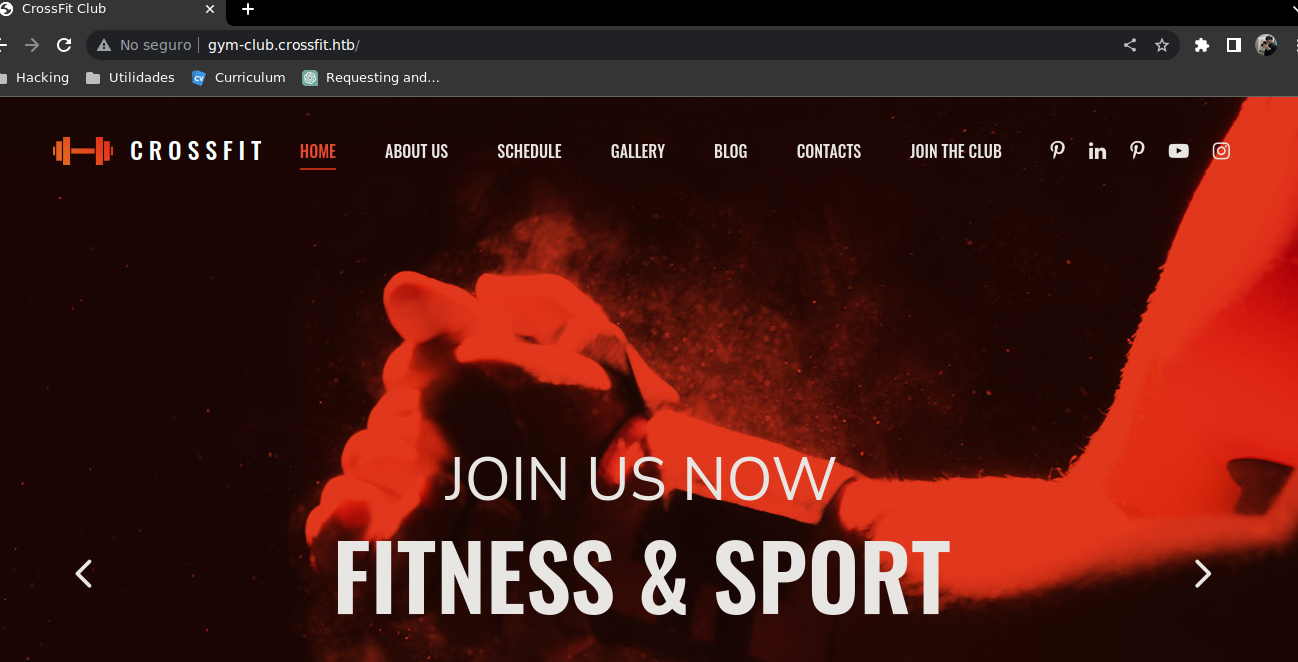 CrossFit Club
No seguro
gym-club.crossfit.htb/
Hacking
Utilidades
CV
Curriculum
Requesting and...
CROSSFIT
HOME
ABOUT US
SCHEDULE
GALLERY
BLOG
CONTACTS
JOIN THE CLUB
JOIN US NOW
FITNESS & SPORT